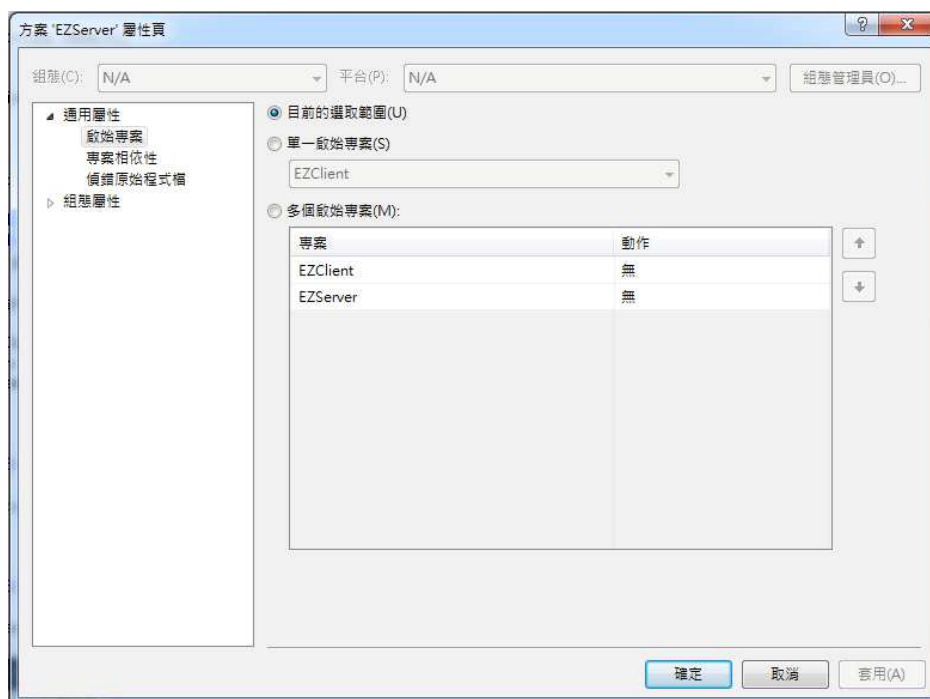 方案 'EZServer' 屬性頁
組態(C): N/A 平台(P): N/A 組態管理員(O)...
通用屬性
啟始專案
專案相依性
偵錯原始程式檔
組態屬性
目前的選取範圍(U)
單一啟始專案(S)
EZClient
多個啟始專案(M):
專案 動作
EZClient 無
EZServer 無
確定 取消 套用(A)